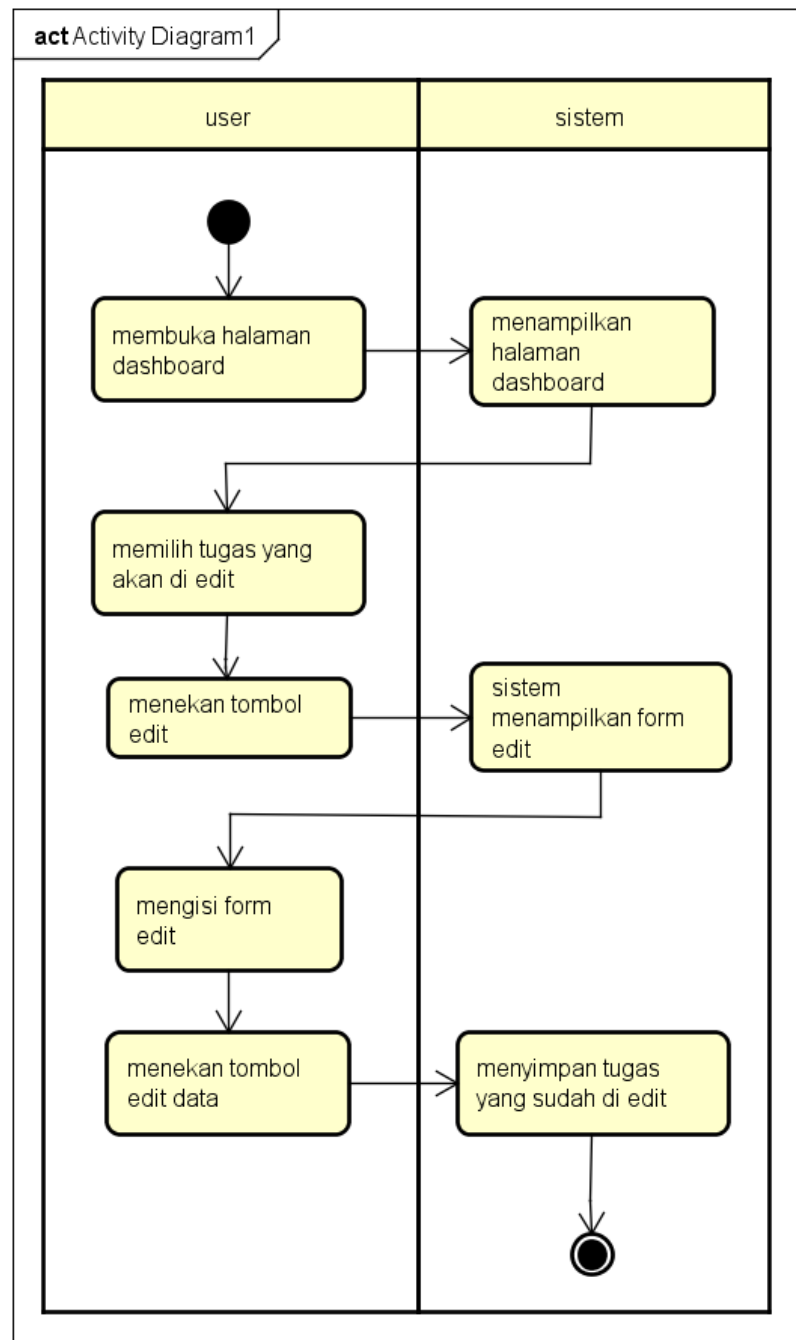 act Activity Diagram1
user
sistem
membuka halaman
dashboard
menampilkan
halaman
dashboard
memilih tugas yang
akan di edit
menekan tombol
edit
sistem
menampilkan form
edit
mengisi form
edit
menekan tombol
edit data
menyimpan tugas
yang sudah di edit